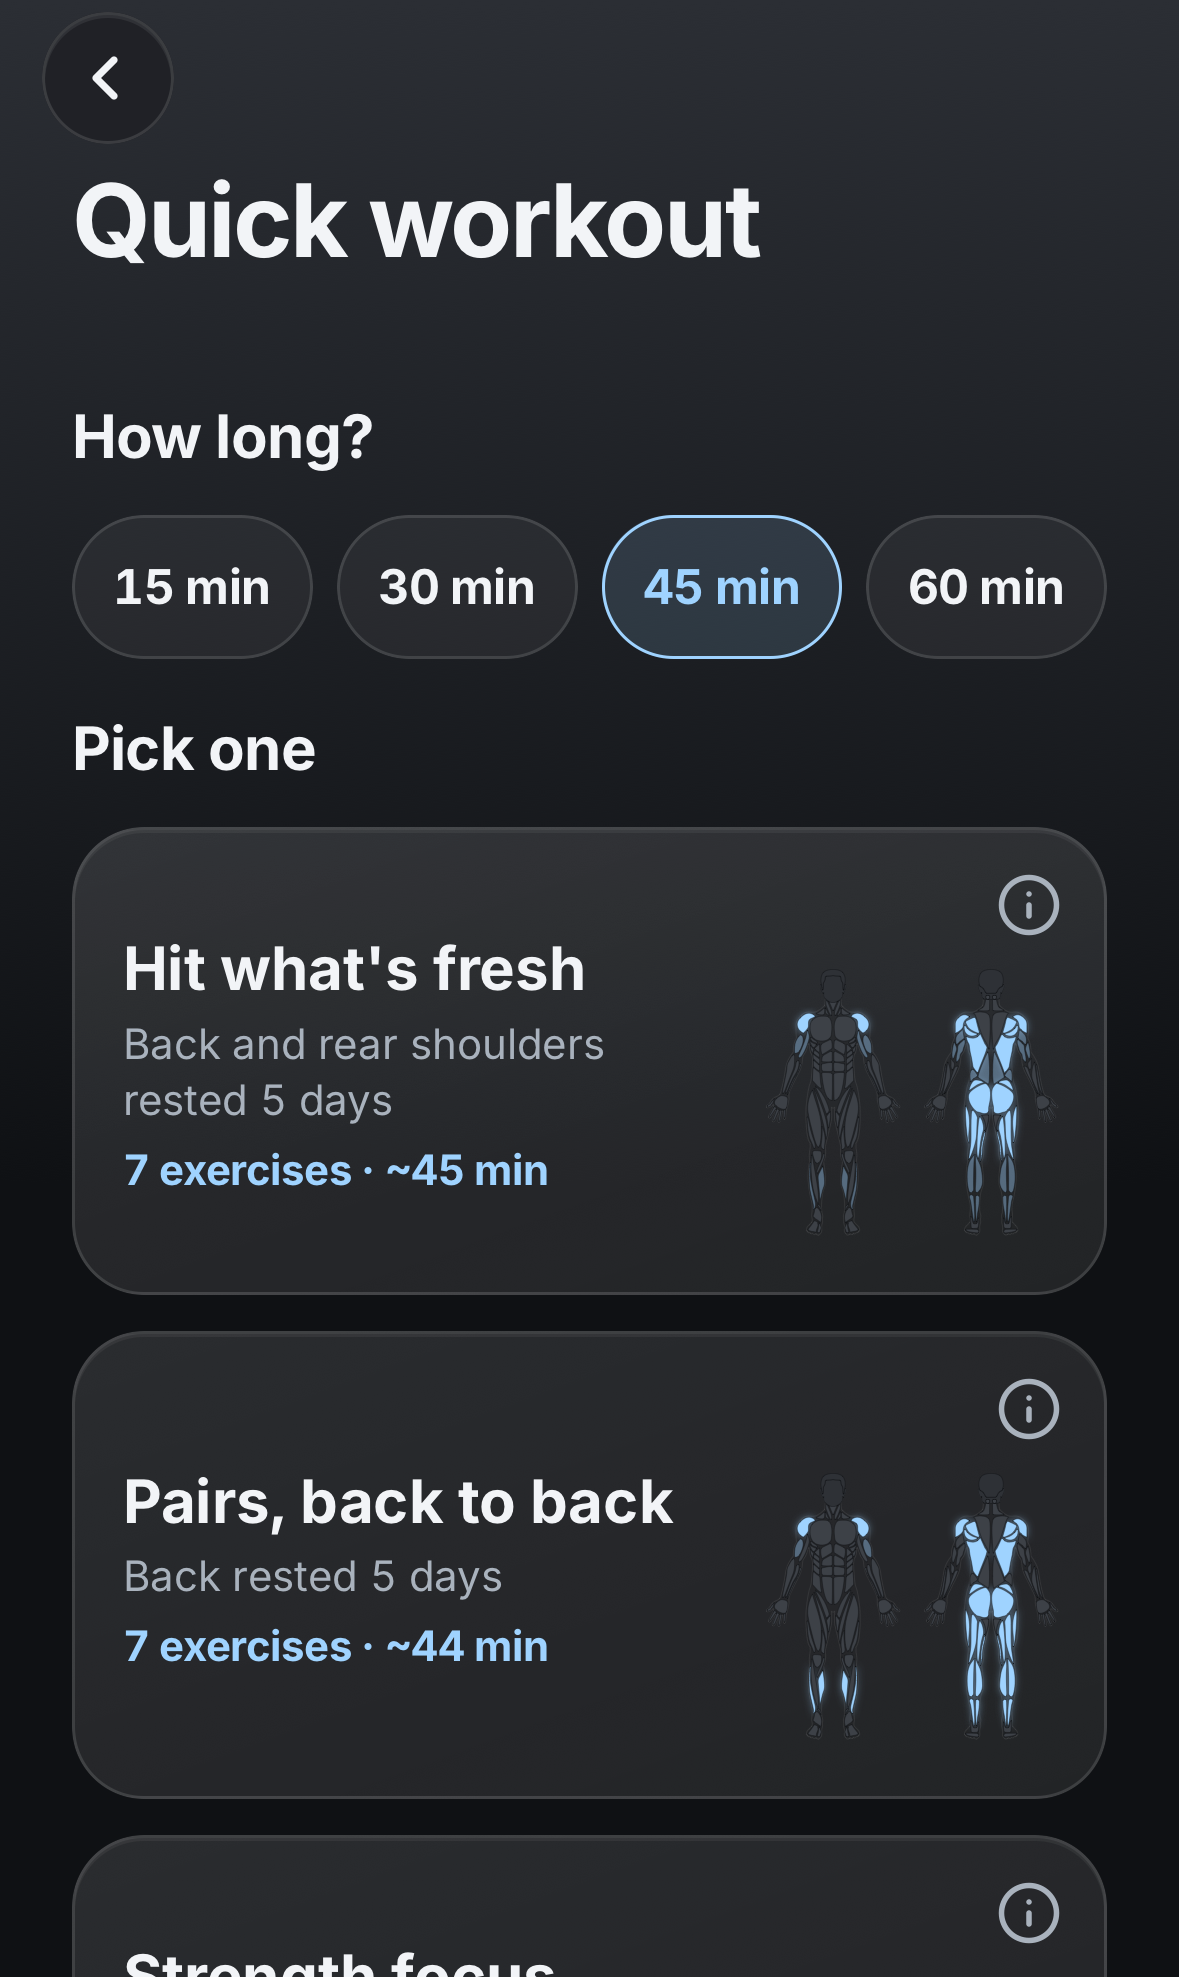 Quick workout
How long?
15 min
30 min
45 min
60 min
Pick one
Hit what's fresh
Back and rear shoulders
rested 5 days
7 exercises · ~45 min
Pairs, back to back
Back rested 5 days
7 exercises · ~44 min
Strength focus